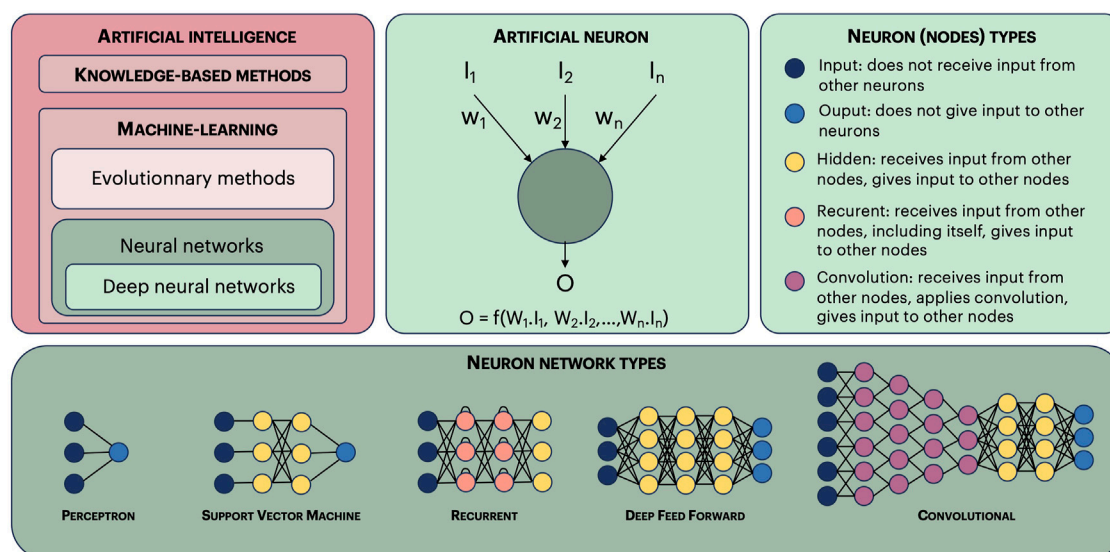 ARTIFICIAL INTELLIGENCE
KNOWLEDGE-BASED METHODS
MACHINE-LEARNING
Evolutionnary methods
Neural networks
Deep neural networks
ARTIFICIAL NEURON
I₁ I₂ Iₙ
W₁ W₂ Wₙ
O
O = f(W₁.I₁, W₂.I₂,...,Wₙ.Iₙ)
NEURON (NODES) TYPES
Input: does not receive input from
other neurons
Ouput: does not give input to other
neurons
Hidden: receives input from other
nodes, gives input to other nodes
Recurent: receives input from other
nodes, including itself, gives input
to other nodes
Convolution: receives input from
other nodes, applies convolution,
gives input to other nodes
NEURON NETWORK TYPES
PERCEPTRON
SUPPORT VECTOR MACHINE
RECURRENT
DEEP FEED FORWARD
CONVOLUTIONAL